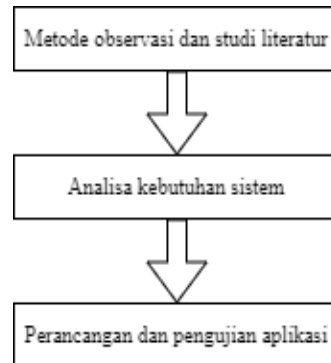 Metode observasi dan studi literatur
Analisa kebutuhan sistem
Perancangan dan pengujian aplikasi